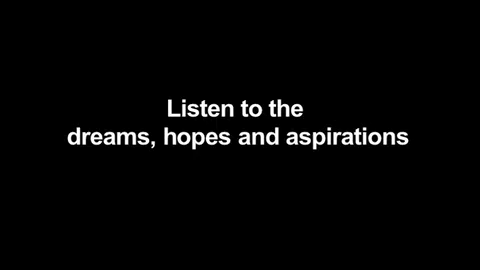 Listen to the
dreams, hopes and aspirations